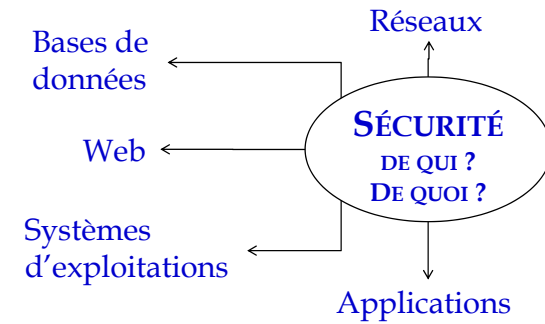 Réseaux
Bases de
données
SÉCURITÉ
DE QUI ?
DE QUOI ?
Web
Systèmes
d’exploitations
Applications